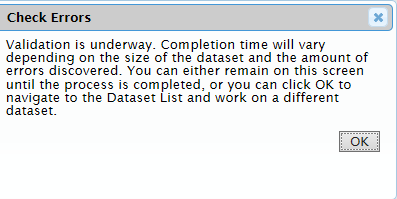 Check Errors
Validation is underway. Completion time will vary
depending on the size of the dataset and the amount of
errors discovered. You can either remain on this screen
until the process is completed, or you can click OK to
navigate to the Dataset List and work on a different
dataset.
OK